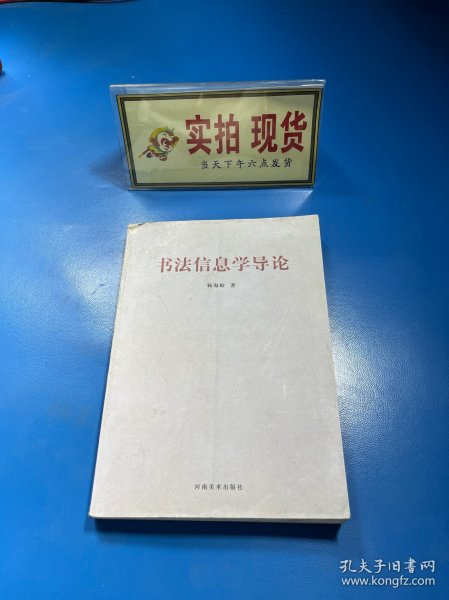 实拍 现货
当天下午六点发货
书法信息学导论
杨海蛟 著
河南美术出版社
孔夫子旧书网
www.kongfz.com